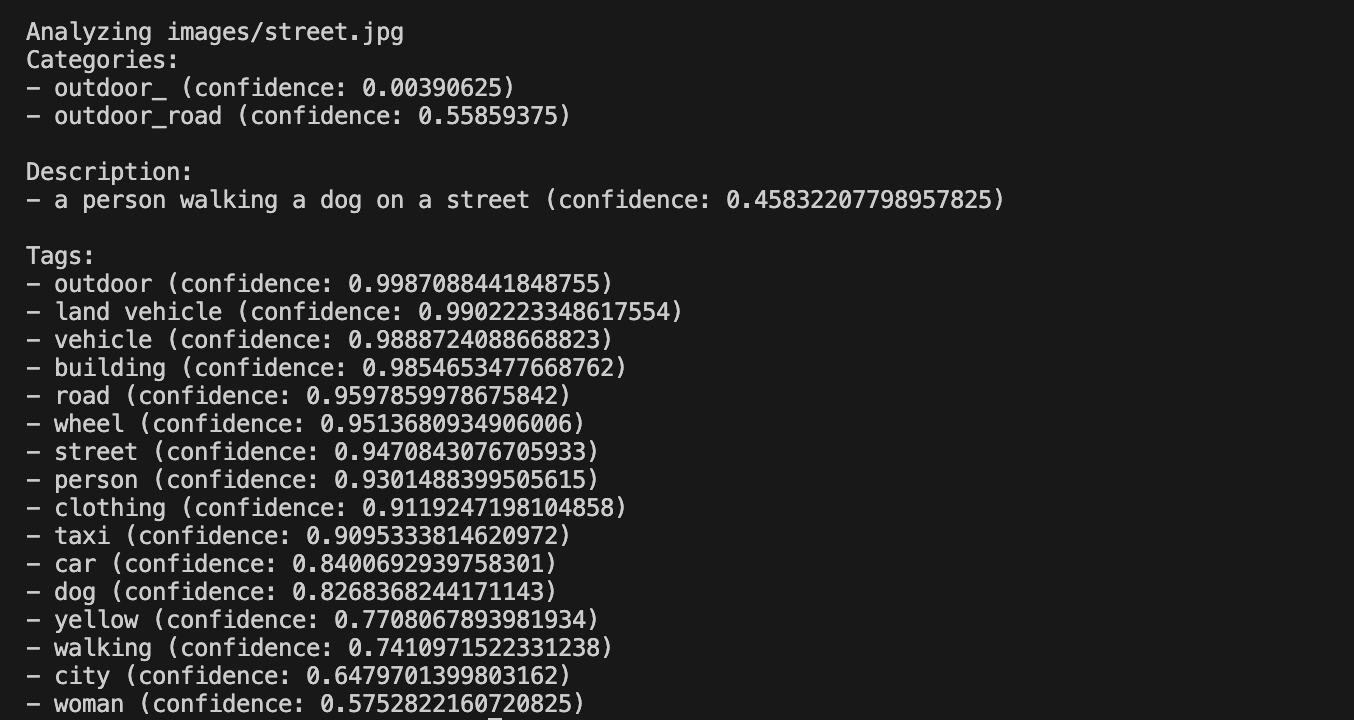 Analyzing images/street.jpg
Categories:
- outdoor_ (confidence: 0.00390625)
- outdoor_road (confidence: 0.55859375)
Description:
- a person walking a dog on a street (confidence: 0.45832207798957825)
Tags:
- outdoor (confidence: 0.9987088441848755)
- land vehicle (confidence: 0.9902223348617554)
- vehicle (confidence: 0.9888724088668823)
- building (confidence: 0.9854653477668762)
- road (confidence: 0.9597859978675842)
- wheel (confidence: 0.9513680934906006)
- street (confidence: 0.9470843076705933)
- person (confidence: 0.9301488399505615)
- clothing (confidence: 0.9119247198104858)
- taxi (confidence: 0.9095333814620972)
- car (confidence: 0.8400692939758301)
- dog (confidence: 0.8268368244171143)
- yellow (confidence: 0.7708067893981934)
- walking (confidence: 0.7410971522331238)
- city (confidence: 0.6479701399803162)
- woman (confidence: 0.5752822160720825)